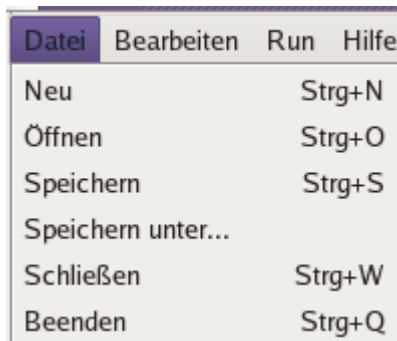 Datei Bearbeiten Run Hilfe
Neu Strg+N
Öffnen Strg+O
Speichern Strg+S
Speichern unter...
Schließen Strg+W
Beenden Strg+Q